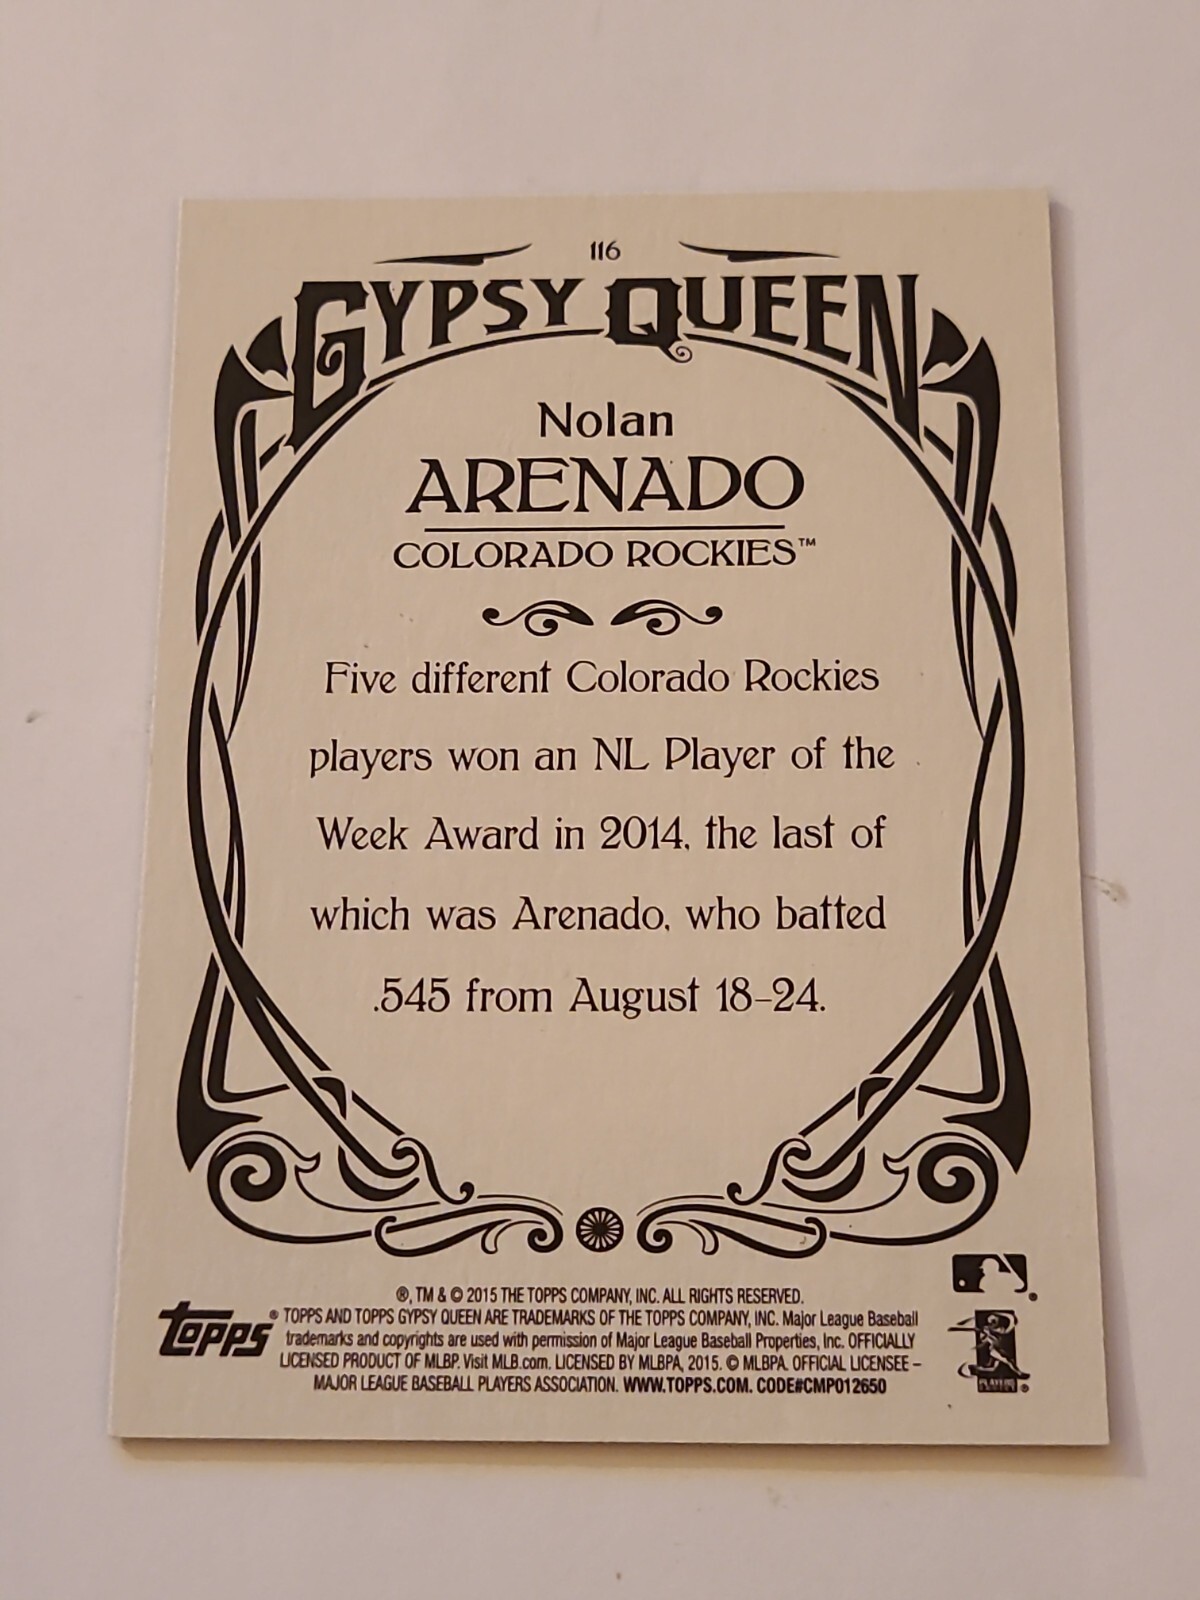 116
GYPSY QUEEN
Nolan
ARENADO
COLORADO ROCKIES™
Five different Colorado Rockies
players won an NL Player of the
Week Award in 2014, the last of
which was Arenado, who batted
.545 from August 18–24.
®, TM & © 2015 THE TOPPS COMPANY, INC. ALL RIGHTS RESERVED.
topps® TOPPS AND TOPPS GYPSY QUEEN ARE TRADEMARKS OF THE TOPPS COMPANY, INC. Major League Baseball
trademarks and copyrights are used with permission of Major League Baseball Properties, Inc. OFFICIALLY
LICENSED PRODUCT OF MLBP. Visit MLB.com. LICENSED BY MLBPA, 2015. © MLBPA. OFFICIAL LICENSEE –
MAJOR LEAGUE BASEBALL PLAYERS ASSOCIATION. WWW.TOPPS.COM. CODE#CMP012650
®
PLAYERS ®